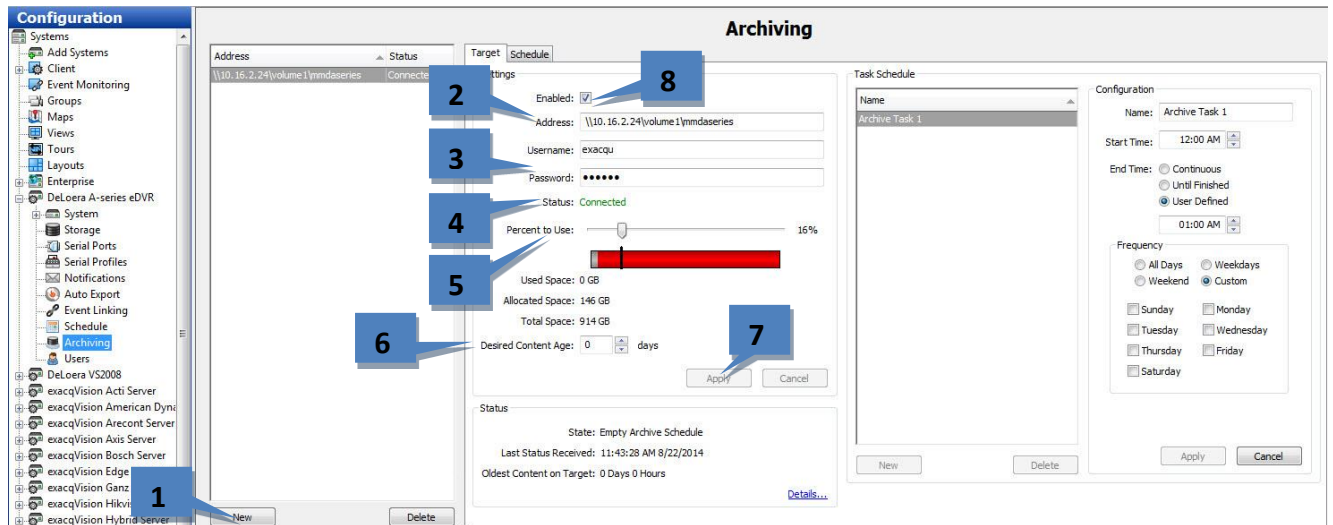 Configuration
Systems
Add Systems
Client
Event Monitoring
Groups
Maps
Views
Tours
Layouts
Enterprise
DeLoera A-series eDVR
System
Storage
Serial Ports
Serial Profiles
Notifications
Auto Export
Event Linking
Schedule
Archiving
Users
DeLoera VS2008
exacqVision Acti Server
exacqVision American Dyna
exacqVision Arecont Server
exacqVision Axis Server
exacqVision Bosch Server
exacqVision Edge
exacqVision Ganz
exacqVision Hikvi
exacqVision Hybrid Server
1
Archiving
Address Status
\\10.16.2.24\volume1\mmdaseries Connecte
New Delete
Target Schedule
ttings
8
Enabled:
2
Address: \\10.16.2.24\volume1\mmdaseries
Username: exacqu
3
Password: ••••••
4
Status: Connected
Percent to Use: 16%
5
Used Space: 0 GB
Allocated Space: 146 GB
Total Space: 914 GB
6
Desired Content Age: 0 days
7
Apply Cancel
Status
State: Empty Archive Schedule
Last Status Received: 11:43:28 AM 8/22/2014
Oldest Content on Target: 0 Days 0 Hours
Details...
Task Schedule
Name
Archive Task 1
New Delete
Configuration
Name: Archive Task 1
Start Time: 12:00 AM
End Time: Continuous
Until Finished
User Defined
01:00 AM
Frequency
All Days Weekdays
Weekend Custom
Sunday Monday
Tuesday Wednesday
Thursday Friday
Saturday
Apply Cancel